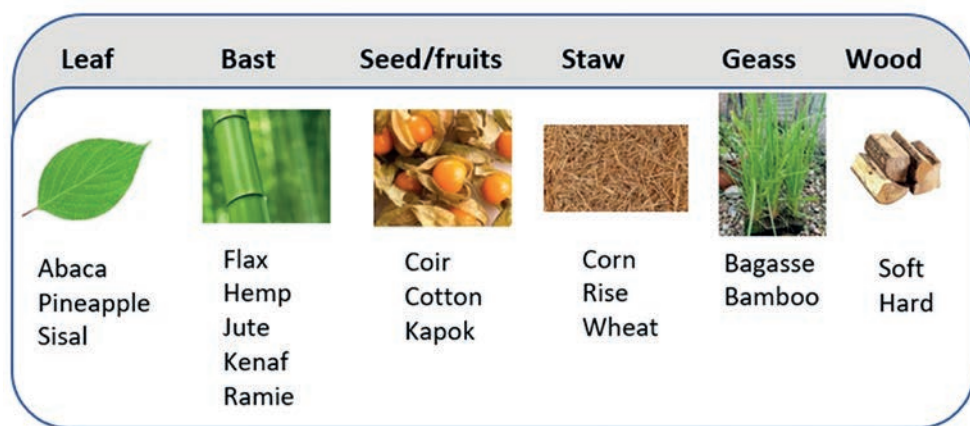 Leaf Bast Seed/fruits Staw Geass Wood
Abaca
Pineapple
Sisal
Flax
Hemp
Jute
Kenaf
Ramie
Coir
Cotton
Kapok
Corn
Rise
Wheat
Bagasse
Bamboo
Soft
Hard